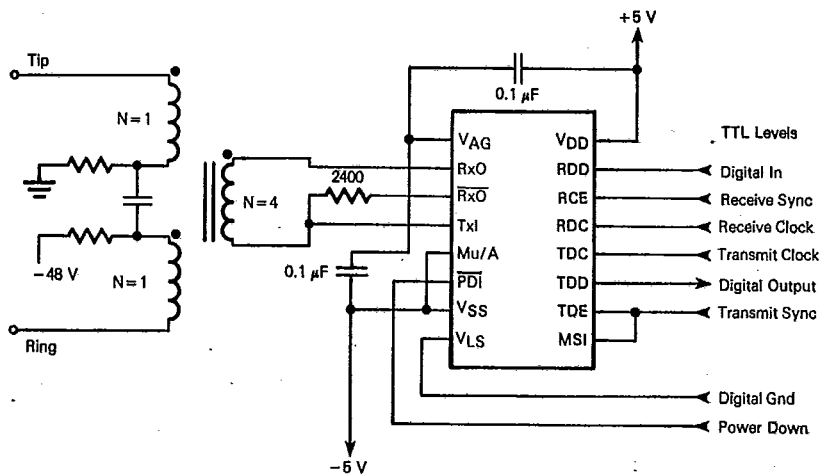 +5 V
Tip
0.1 µF
N=1
VAG
VDD
TTL Levels
RxO
RDD
Digital In
2400
RxO
RCE
Receive Sync
N=4
TxI
RDC
Receive Clock
-48 V
0.1 µF
Mu/A
TDC
Transmit Clock
N=1
PDI
TDD
Digital Output
VSS
TDE
Transmit Sync
Ring
VLS
MSI
Digital Gnd
Power Down
-5 V